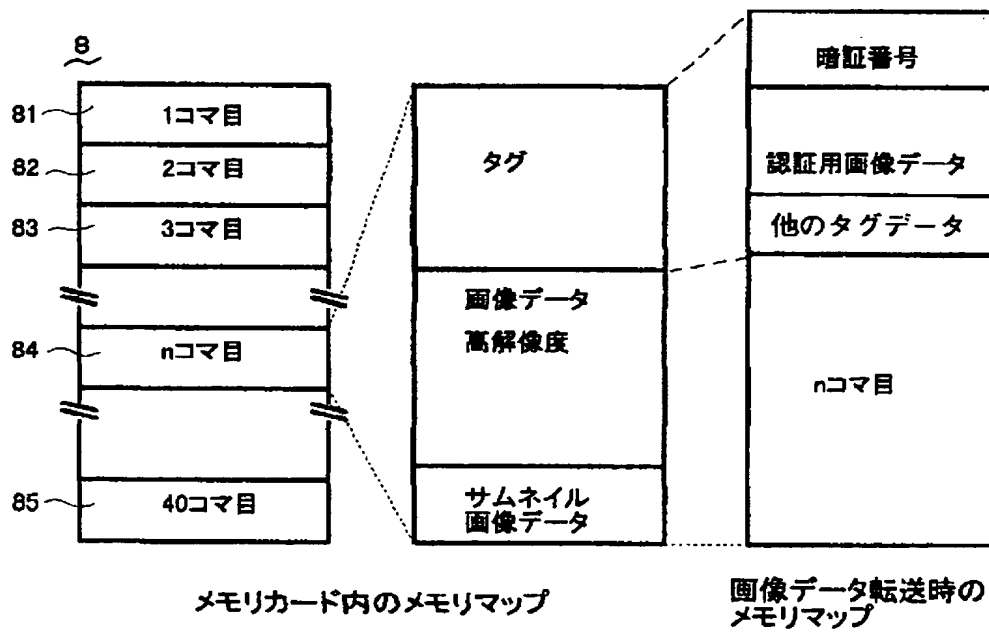 8
81
1コマ目
82
2コマ目
83
3コマ目
84
nコマ目
85
40コマ目
タグ
画像データ
高解像度
サムネイル
画像データ
暗証番号
認証用画像データ
他のタグデータ
nコマ目
メモリカード内のメモリマップ
画像データ転送時の
メモリマップ